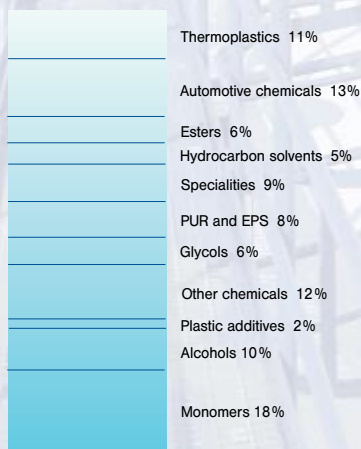 Thermoplastics 11%
Automotive chemicals 13%
Esters 6%
Hydrocarbon solvents 5%
Specialities 9%
PUR and EPS 8%
Glycols 6%
Other chemicals 12%
Plastic additives 2%
Alcohols 10%
Monomers 18%